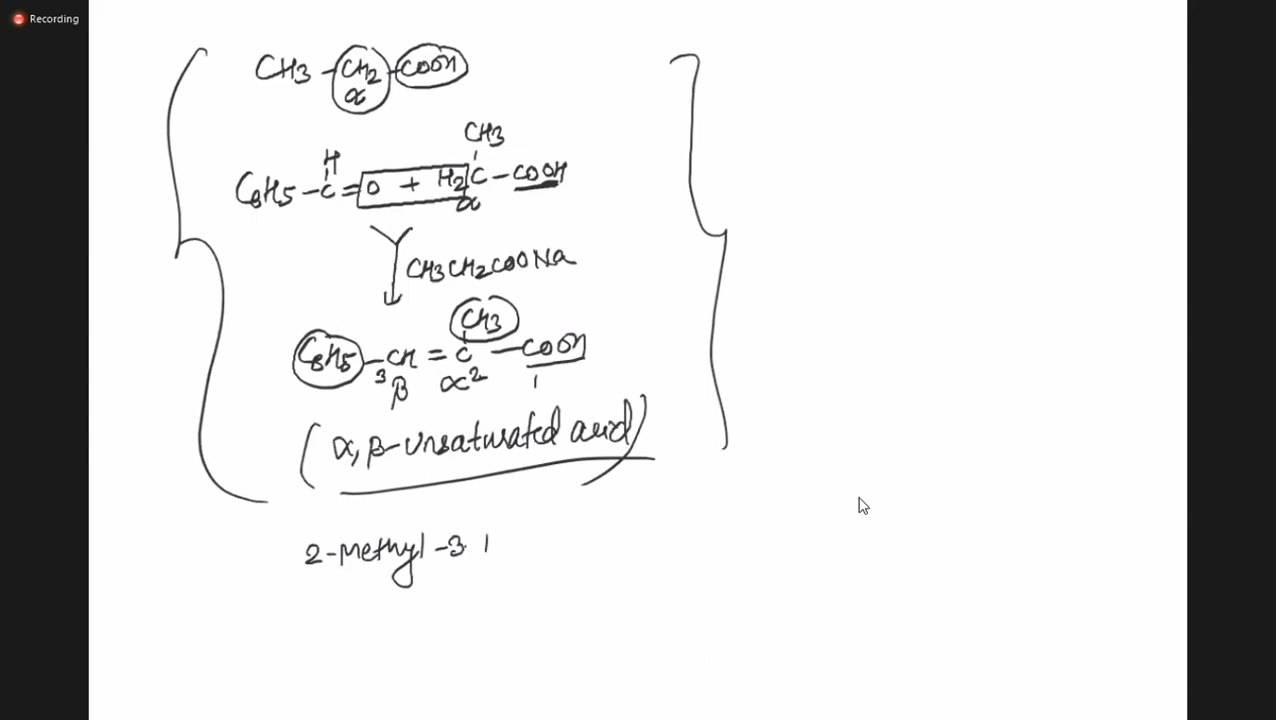 Recording
CH3-CH2-COOH
α
CH3
H
C6H5-C=O + H2C-COOH
α
CH3CH2COONa
CH3
C6H5-CH=C-COOH
3 β α 2 1
(α, β-unsaturated acid)
2-Methyl-3